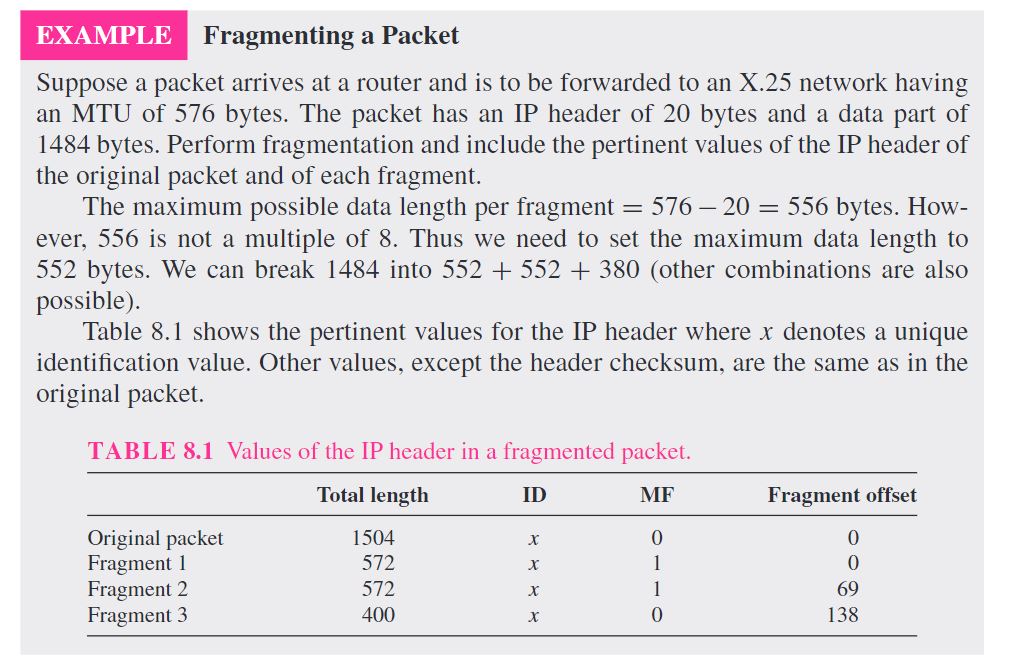 EXAMPLE Fragmenting a Packet
Suppose a packet arrives at a router and is to be forwarded to an X.25 network having
an MTU of 576 bytes. The packet has an IP header of 20 bytes and a data part of
1484 bytes. Perform fragmentation and include the pertinent values of the IP header of
the original packet and of each fragment.
The maximum possible data length per fragment = 576 – 20 = 556 bytes. How-
ever, 556 is not a multiple of 8. Thus we need to set the maximum data length to
552 bytes. We can break 1484 into 552 + 552 + 380 (other combinations are also
possible).
Table 8.1 shows the pertinent values for the IP header where x denotes a unique
identification value. Other values, except the header checksum, are the same as in the
original packet.
TABLE 8.1 Values of the IP header in a fragmented packet.
Total length ID MF Fragment offset
Original packet 1504 x 0 0
Fragment 1 572 x 1 0
Fragment 2 572 x 1 69
Fragment 3 400 x 0 138